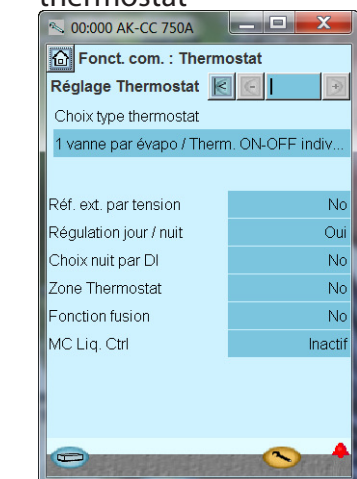 thermostat
00:000 AK-CC 750A
Fonct. com. : Thermostat
Réglage Thermostat
Choix type thermostat
1 vanne par évapo / Therm. ON-OFF indiv...
Réf. ext. par tension No
Régulation jour / nuit Oui
Choix nuit par DI No
Zone Thermostat No
Fonction fusion No
MC Liq. Ctrl Inactif